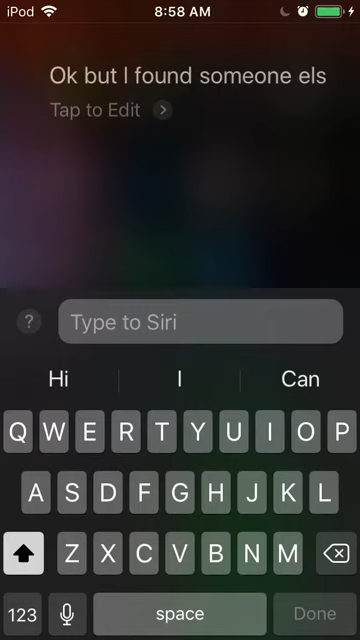 iPod 8:58 AM
Ok but I found someone els
Tap to Edit
? Type to Siri
Hi I Can
Q W E R T Y U I O P
A S D F G H J K L
Z X C V B N M
123 space Done